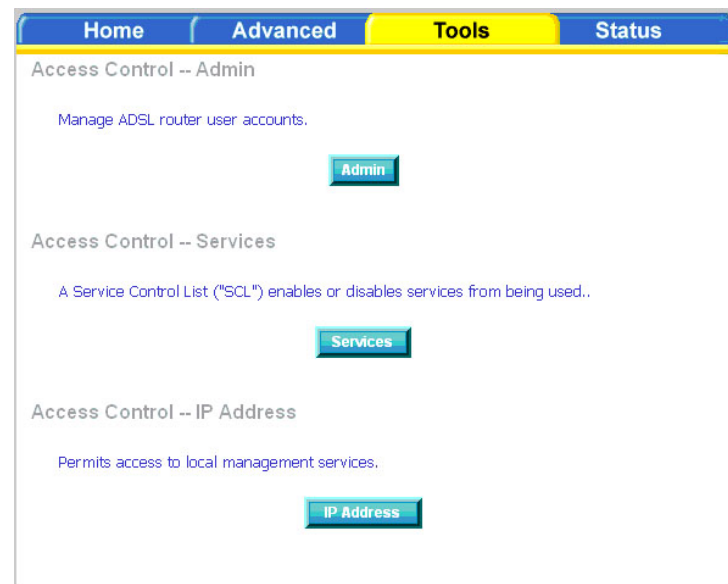 Home Advanced Tools Status
Access Control -- Admin
Manage ADSL router user accounts.
Admin
Access Control -- Services
A Service Control List ("SCL") enables or disables services from being used..
Services
Access Control -- IP Address
Permits access to local management services.
IP Address